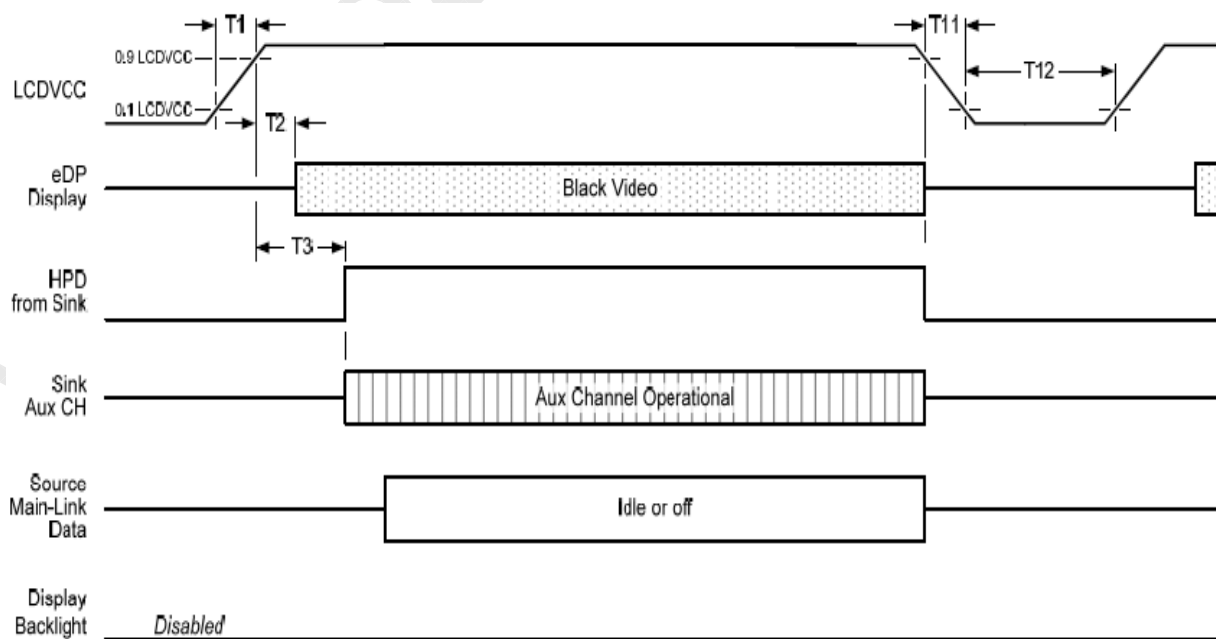 T1
T11
0.9 LCDVCC
T12
LCDVCC
0.1 LCDVCC
T2
eDP
Display
Black Video
T3
HPD
from Sink
Sink
Aux CH
Aux Channel Operational
Source
Main-Link
Data
Idle or off
Display
Backlight
Disabled